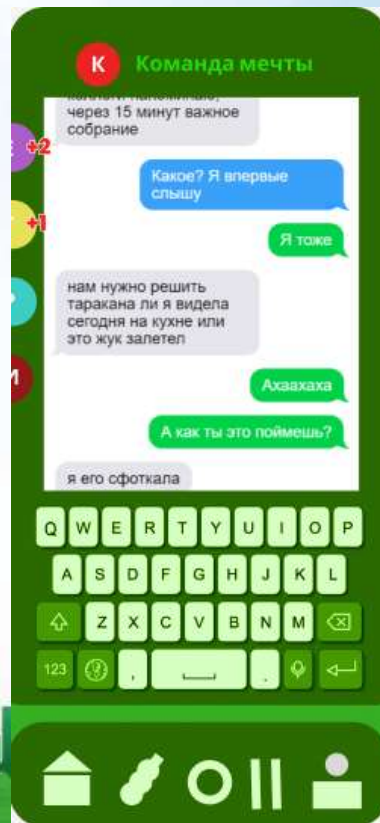 К Команда мечты
через 15 минут важное
собрание
+2
Какое? Я впервые
слышу
+1
Я тоже
нам нужно решить
таракана ли я видела
сегодня на кухне или
это жук залетел
И
Ахаахаха
А как ты это поймешь?
я его сфоткала
Q W E R T Y U I O P
A S D F G H J K L
Z X C V B N M
123 , .